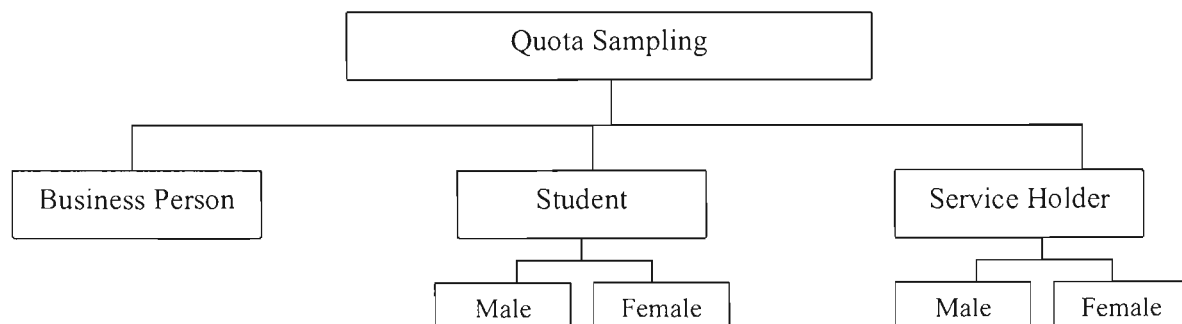 Quota Sampling
Business Person
Student
Service Holder
Male
Female
Male
Female